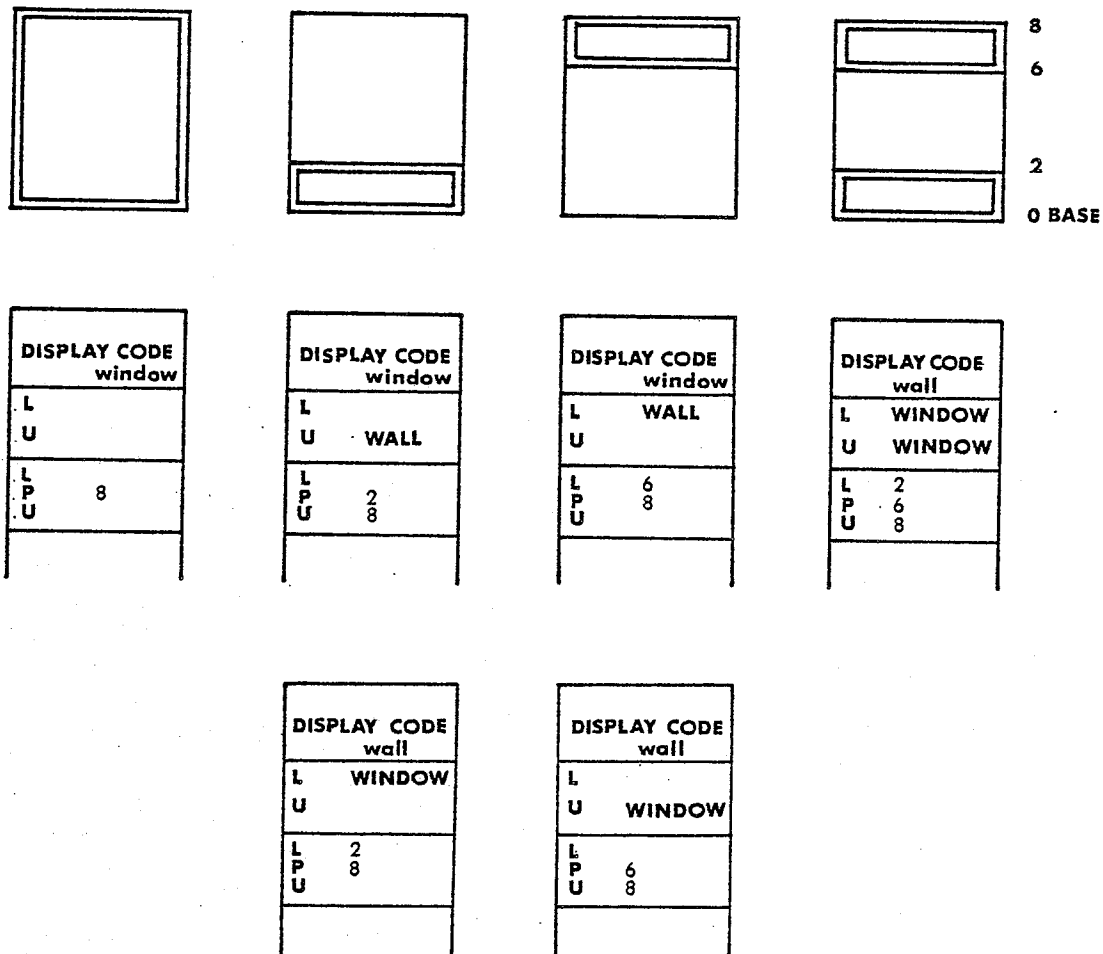 8
6
2
0 BASE
DISPLAY CODE
window
L
U
L
P 8
U
DISPLAY CODE
window
L
U WALL
L
P 2
U 8
DISPLAY CODE
window
L WALL
U
L 6
P 8
U
DISPLAY CODE
wall
L WINDOW
U WINDOW
L 2
P 6
U 8
DISPLAY CODE
wall
L WINDOW
U
L 2
P 8
U
DISPLAY CODE
wall
L
U WINDOW
L
P 6
U 8